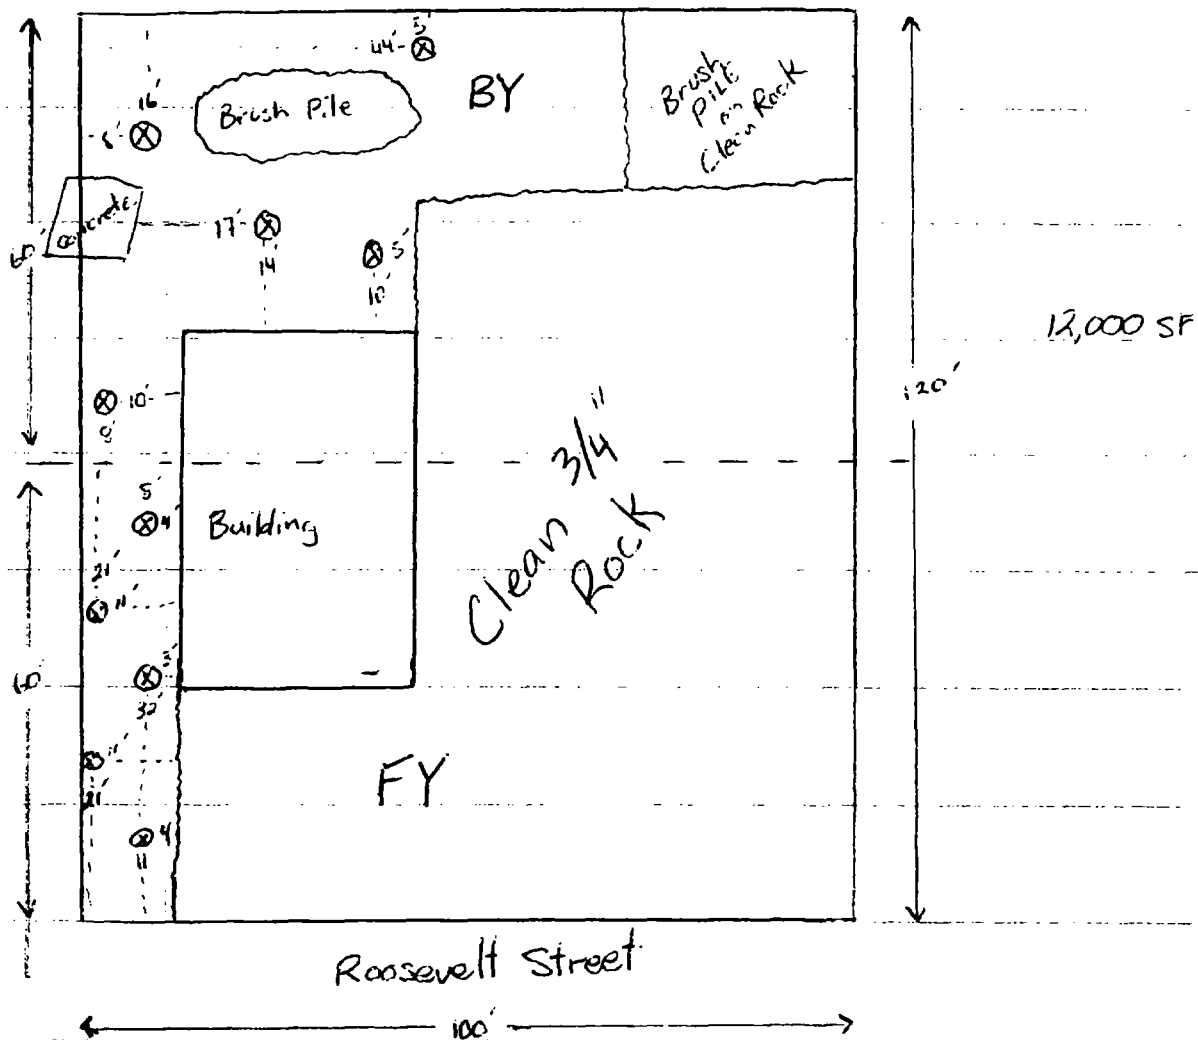 5'
44'
16'
8'
Brush Pile
BY
Brush
Pile
on
Clean Rock
concrete
17'
14'
5'
10'
60'
12,000 SF
120'
10'
8'
3/4"
Clean
Rock
5'
4'
Building
21'
11'
60'
3'
32'
11'
FY
21'
4'
11
Roosevelt Street
100'